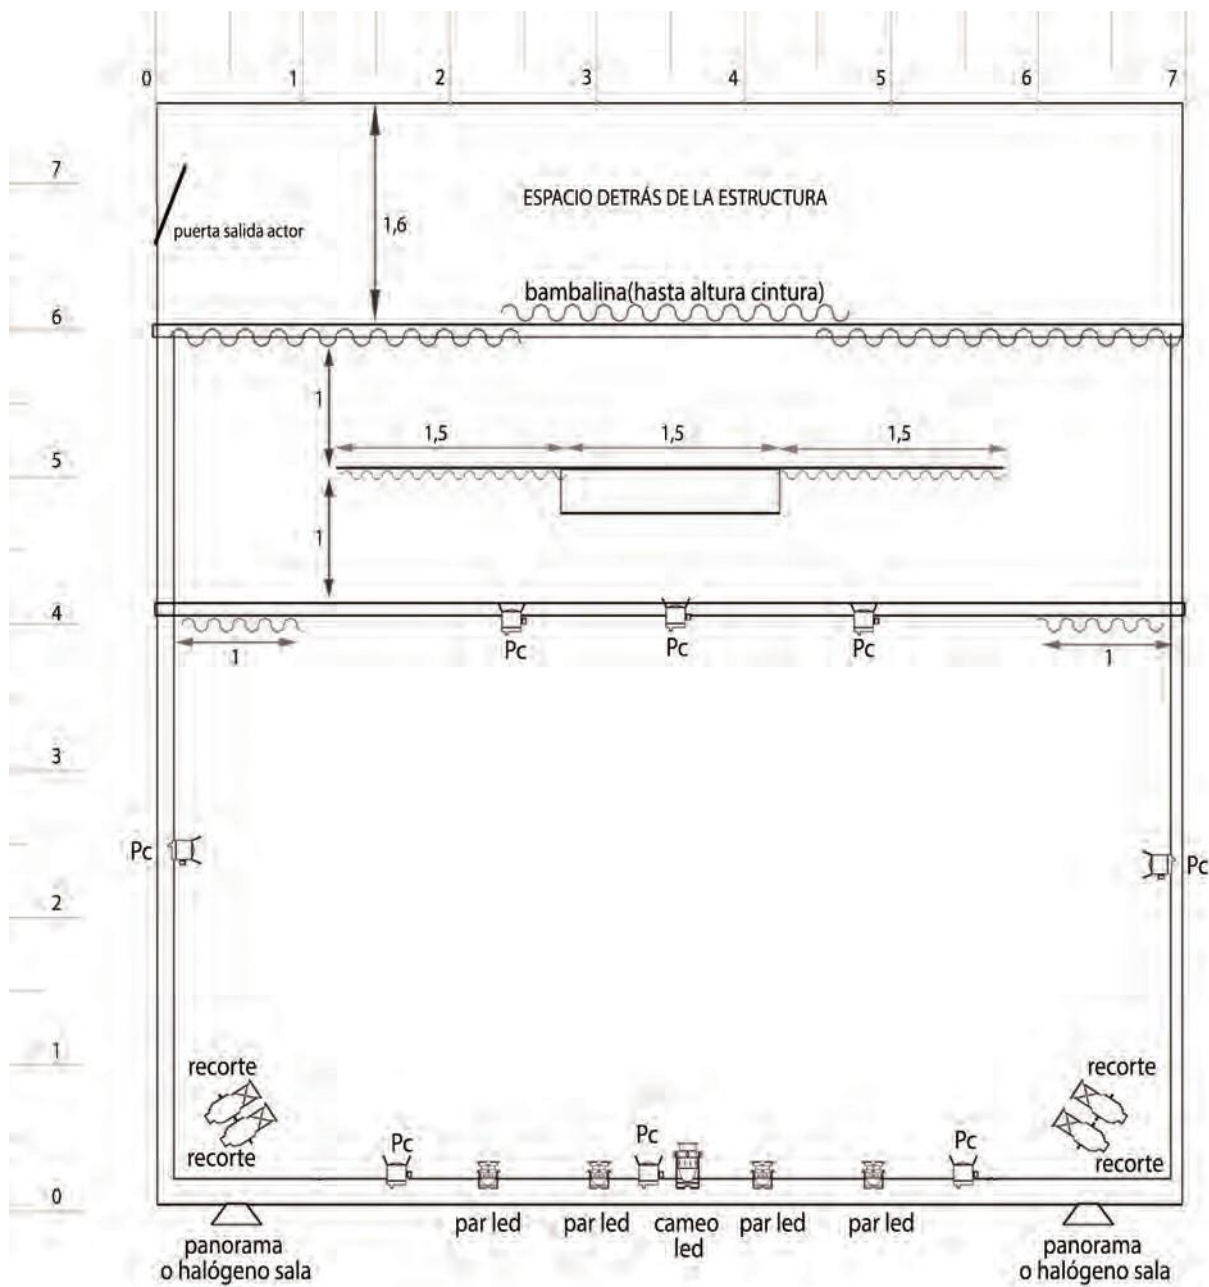 0 1 2 3 4 5 6 7
7
ESPACIO DETRÁS DE LA ESTRUCTURA
puerta salida actor
1,6
bambalina(hasta altura cintura)
6
1
1,5 1,5 1,5
5
1
4
Pc Pc Pc
1 1
3
Pc Pc
2
1
recorte recorte
recorte recorte
Pc Pc Pc
0
par led par led cameo led par led par led
panorama
o halógeno sala
panorama
o halógeno sala